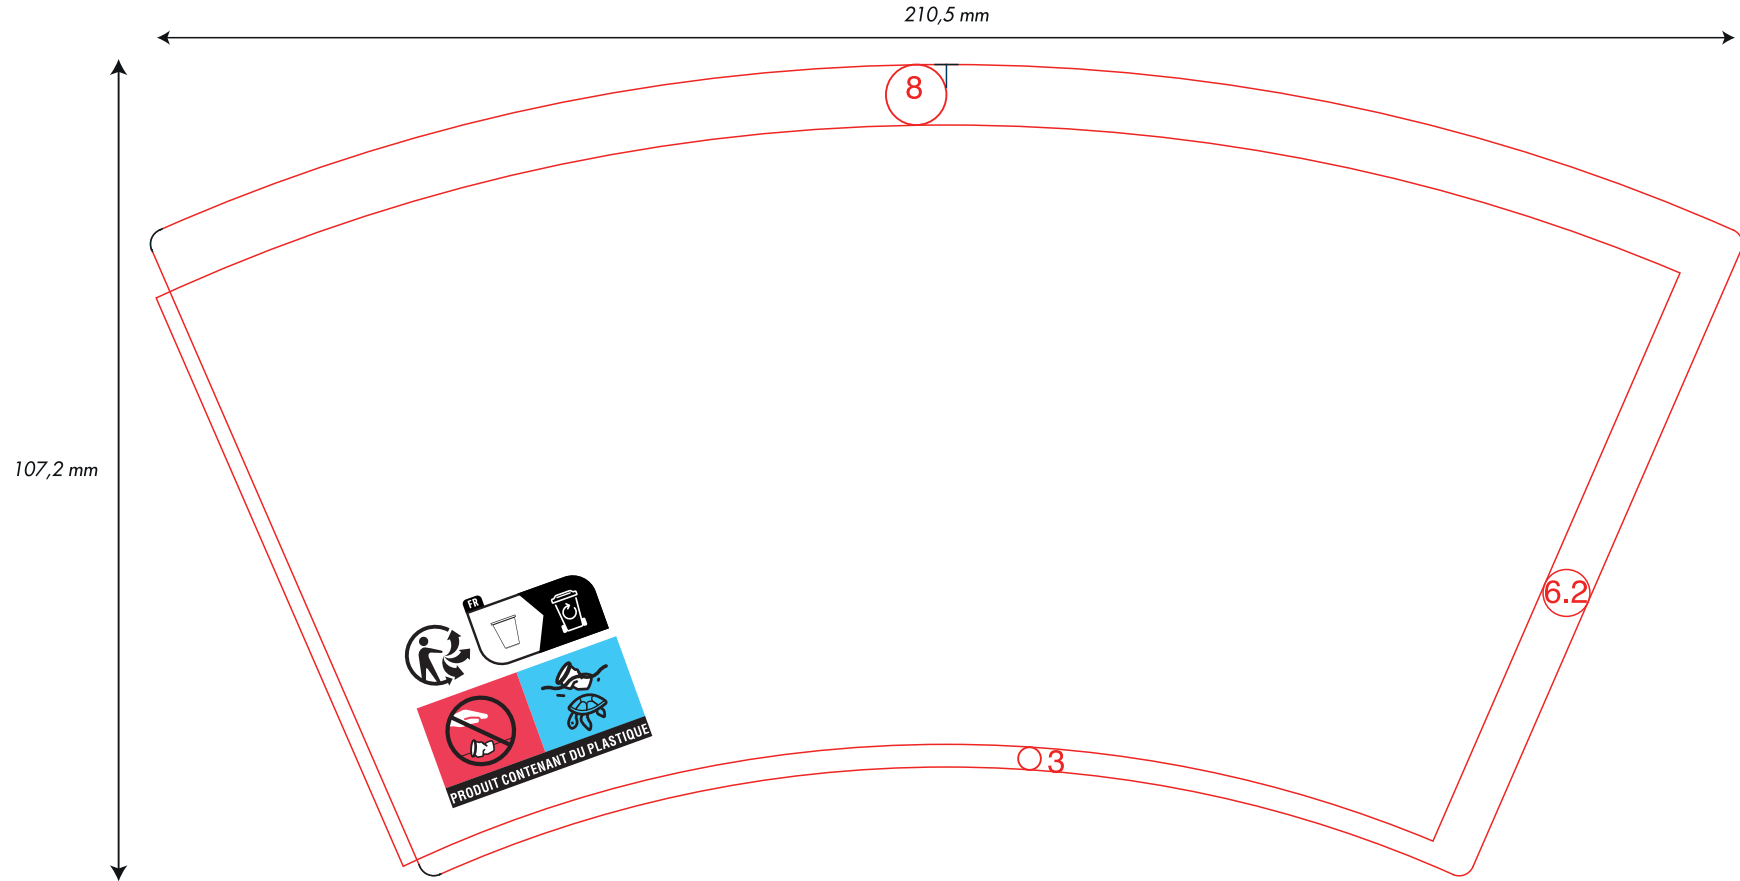 210,5 mm
8
107,2 mm
FR
6.2
PRODUIT CONTENANT DU PLASTIQUE
3